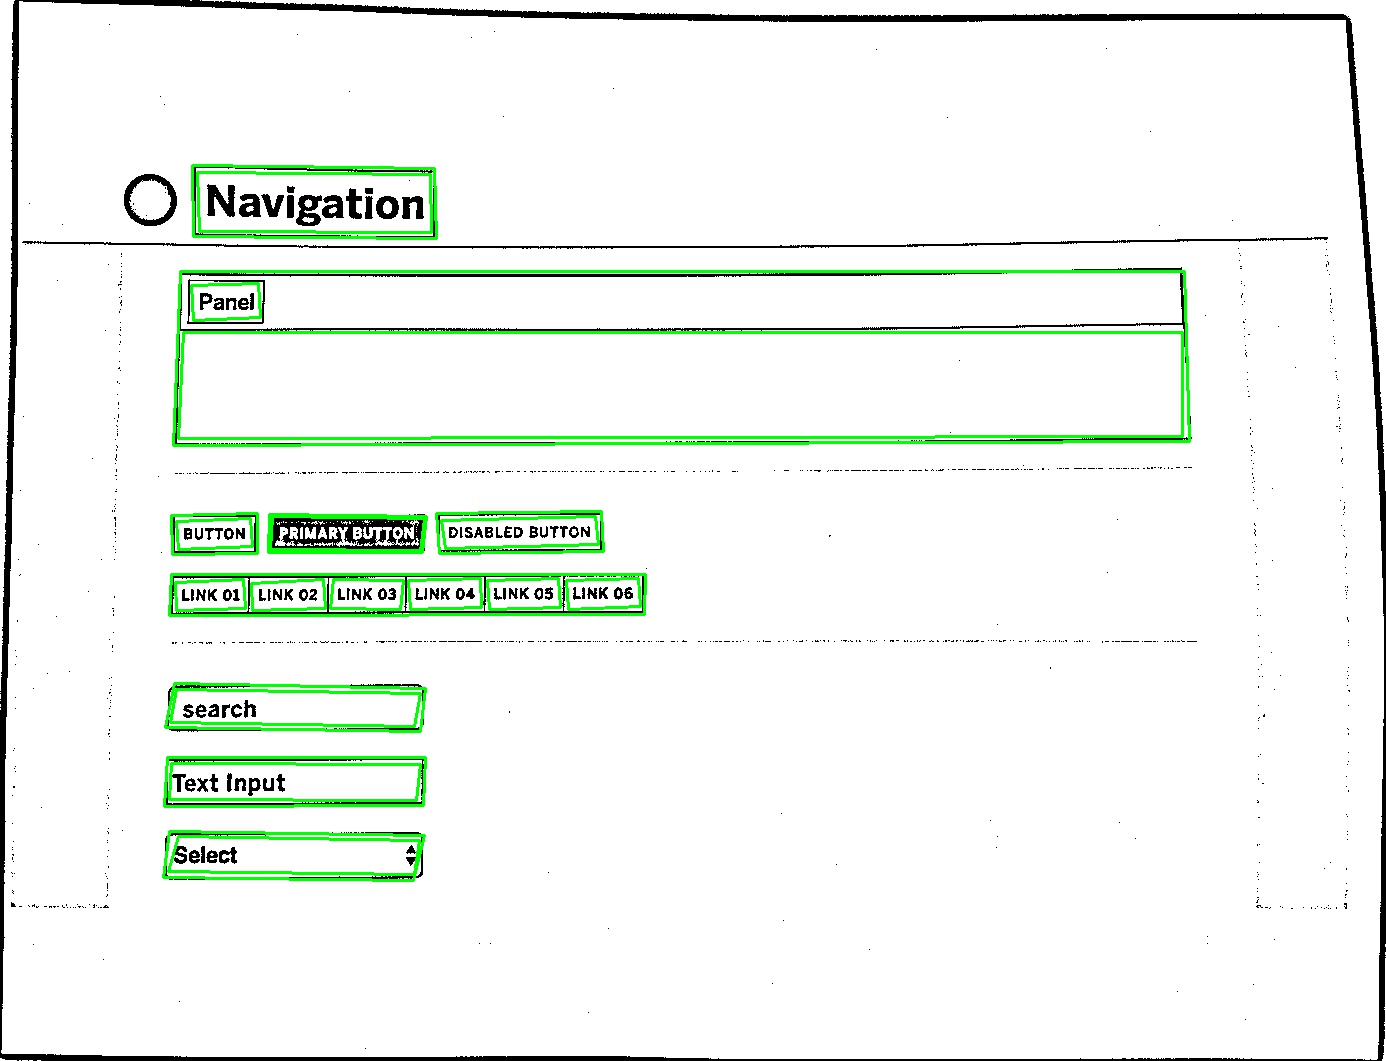 Navigation
Panel
BUTTON PRIMARY BUTTON DISABLED BUTTON
LINK 01 LINK 02 LINK 03 LINK 04 LINK 05 LINK 06
search
Text Input
Select